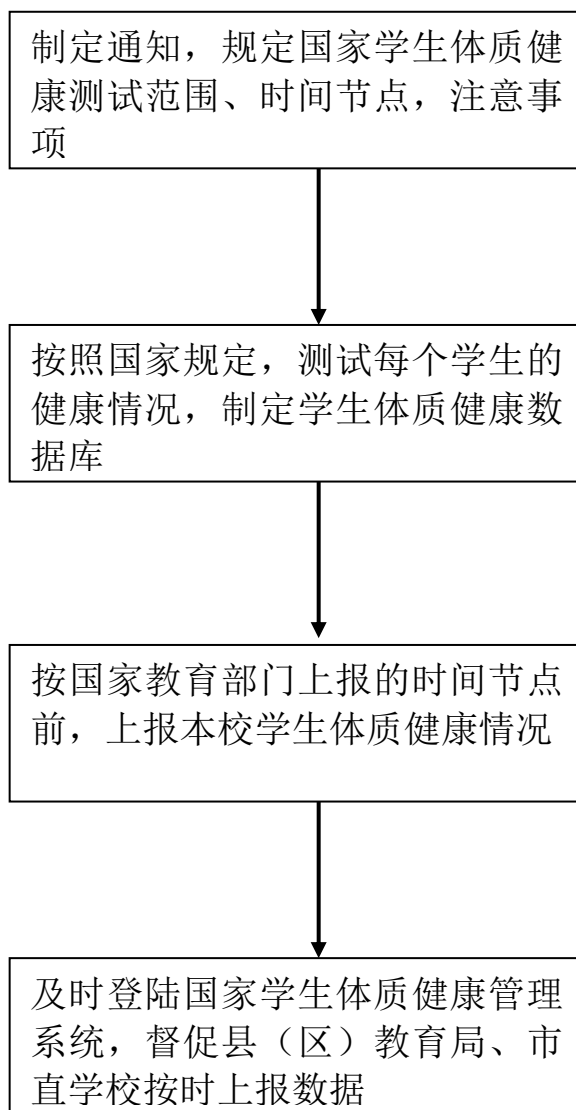 制定通知，规定国家学生体质健
康测试范围、时间节点，注意事
项
按照国家规定，测试每个学生的
健康情况，制定学生体质健康数
据库
按国家教育部门上报的时间节点
前，上报本校学生体质健康情况
及时登陆国家学生体质健康管理
系统，督促县（区）教育局、市
直学校按时上报数据